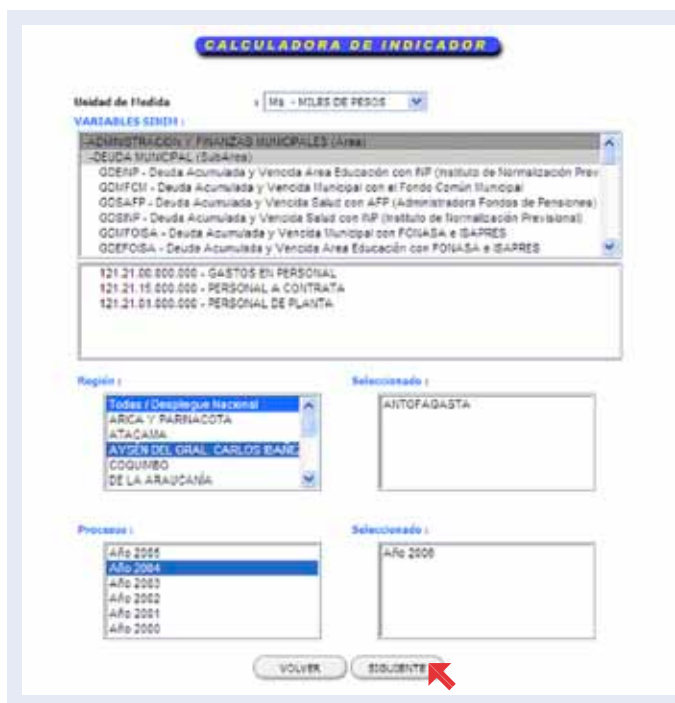 CALCULADORA DE INDICADOR
Unidad de Medida : M$ - MILES DE PESOS
VARIABLES SINIM :
-ADMINISTRACION Y FINANZAS MUNICIPALES (Area)
-DEUDA MUNICIPAL (SubArea)
GDEINP - Deuda Acumulada y Vencida Area Educación con INP (Instituto de Normalización Prev
GDMFCM - Deuda Acumulada y Vencida Municipal con el Fondo Común Municipal
GDSAFP - Deuda Acumulada y Vencida Salud con AFP (Administradora Fondos de Pensiones)
GDSINP - Deuda Acumulada y Vencida Salud con INP (Instituto de Normalización Previsional)
GDMFOISA - Deuda Acumulada y Vencida Municipal con FONASA e ISAPRES
GDEFOISA - Deuda Acumulada y Vencida Area Educación con FONASA e ISAPRES
121.21.00.000.000 - GASTOS EN PERSONAL
121.21.15.000.000 - PERSONAL A CONTRATA
121.21.01.000.000 - PERSONAL DE PLANTA
Región : Seleccionado :
Todas / Despliegue Nacional ANTOFAGASTA
ARICA Y PARINACOTA
ATACAMA
AYSÉN DEL GRAL. CARLOS IBAÑEZ
COQUIMBO
DE LA ARAUCANÍA
Procesos : Seleccionado :
Año 2005 Año 2006
Año 2004
Año 2003
Año 2002
Año 2001
Año 2000
VOLVER SIGUIENTE